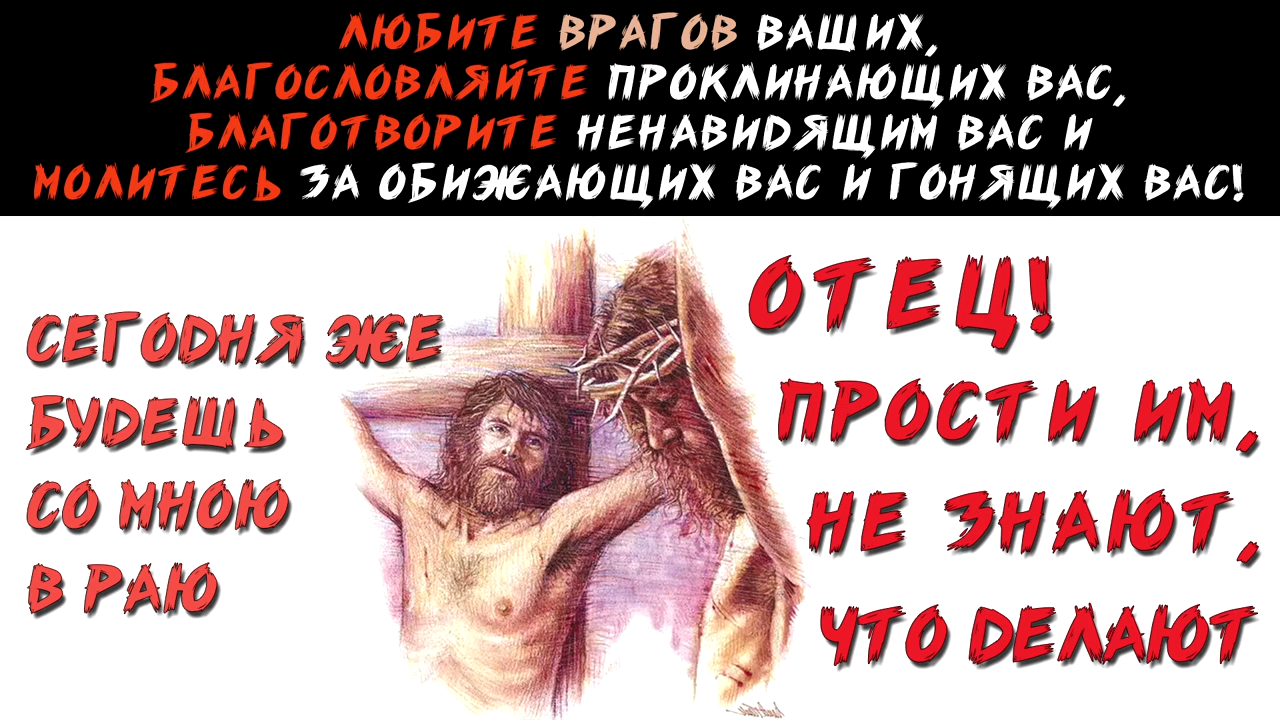 ЛЮБИТЕ ВРАГОВ ВАШИХ,
БЛАГОСЛОВЛЯЙТЕ ПРОКЛИНАЮЩИХ ВАС,
БЛАГОТВОРИТЕ НЕНАВИДЯЩИМ ВАС И
МОЛИТЕСЬ ЗА ОБИЖАЮЩИХ ВАС И ГОНЯЩИХ ВАС!
СЕГОДНЯ ЖЕ
БУДЕШЬ
СО МНОЮ
В РАЮ
ОТЕЦ!
ПРОСТИ ИМ,
НЕ ЗНАЮТ,
ЧТО ДЕЛАЮТ